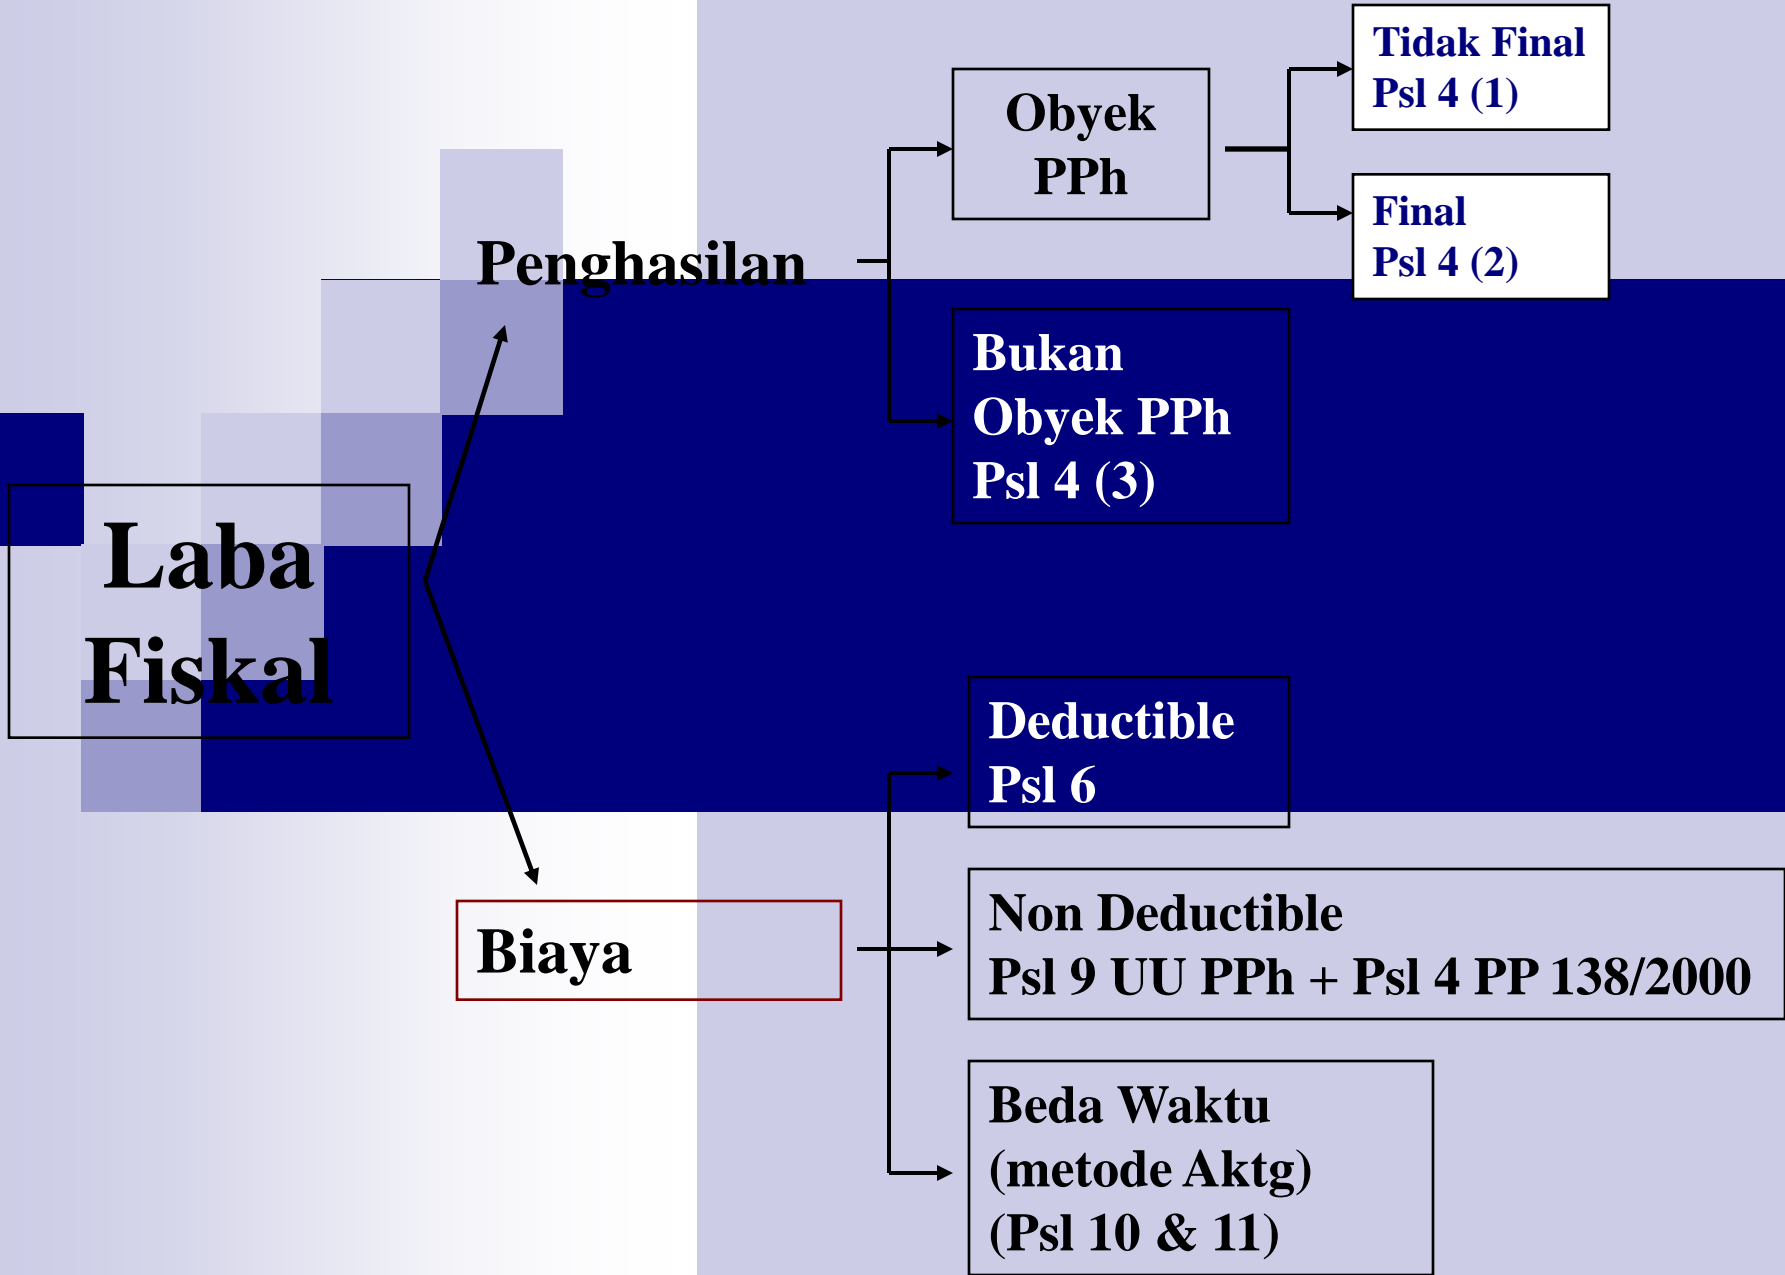 Laba
Fiskal
Penghasilan
Obyek
PPh
Tidak Final
Psl 4 (1)
Final
Psl 4 (2)
Bukan
Obyek PPh
Psl 4 (3)
Biaya
Deductible
Psl 6
Non Deductible
Psl 9 UU PPh + Psl 4 PP 138/2000
Beda Waktu
(metode Aktg)
(Psl 10 & 11)